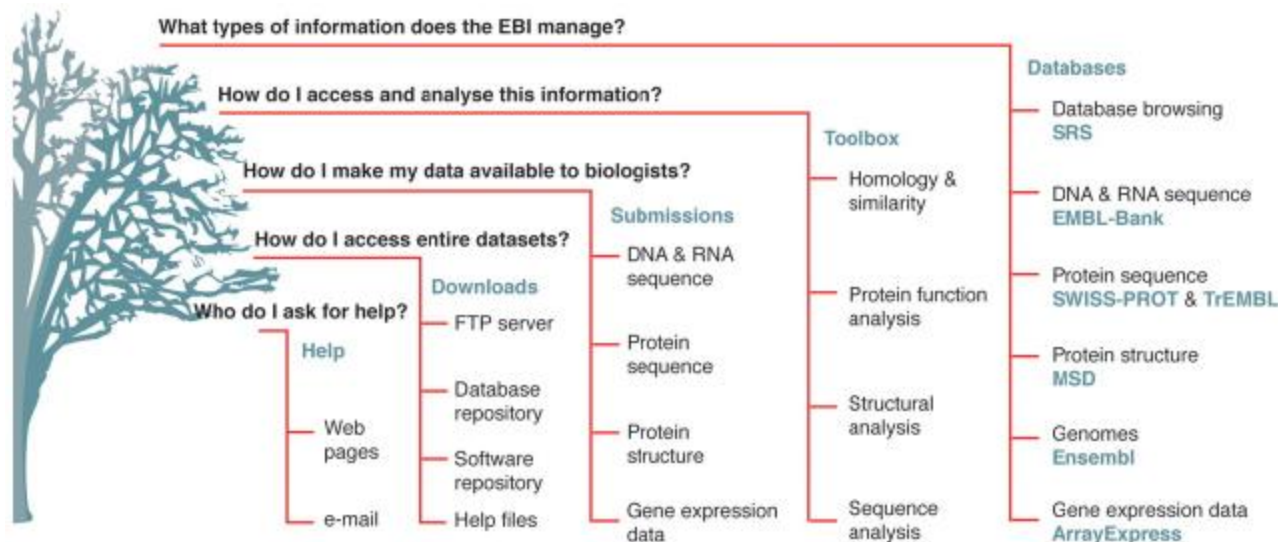 What types of information does the EBI manage?
Databases
Database browsing
SRS
DNA & RNA sequence
EMBL-Bank
Protein sequence
SWISS-PROT & TrEMBL
Protein structure
MSD
Genomes
Ensembl
Gene expression data
ArrayExpress
How do I access and analyse this information?
Toolbox
Homology &
similarity
Protein function
analysis
Structural
analysis
Sequence
analysis
How do I make my data available to biologists?
Submissions
DNA & RNA
sequence
Protein
sequence
Protein
structure
Gene expression
data
How do I access entire datasets?
Downloads
FTP server
Database
repository
Software
repository
Help files
Who do I ask for help?
Help
Web
pages
e-mail